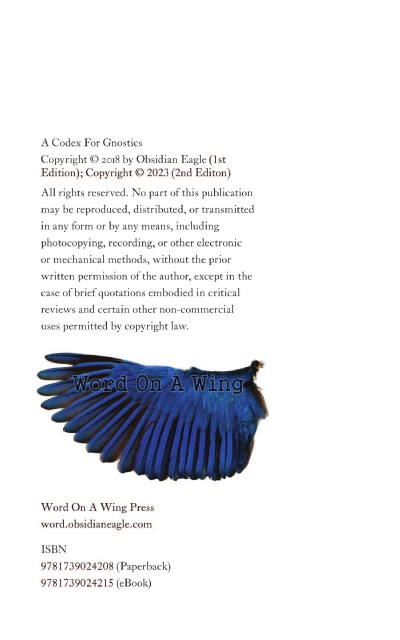 A Codex For Gnostics
Copyright © 2018 by Obsidian Eagle (1st
Edition); Copyright © 2023 (2nd Editon)
All rights reserved. No part of this publication
may be reproduced, distributed, or transmitted
in any form or by any means, including
photocopying, recording, or other electronic
or mechanical methods, without the prior
written permission of the author, except in the
case of brief quotations embodied in critical
reviews and certain other non-commercial
uses permitted by copyright law.
Word On A Wing
Word On A Wing Press
word.obsidianeagle.com
ISBN
9781739024208 (Paperback)
9781739024215 (eBook)